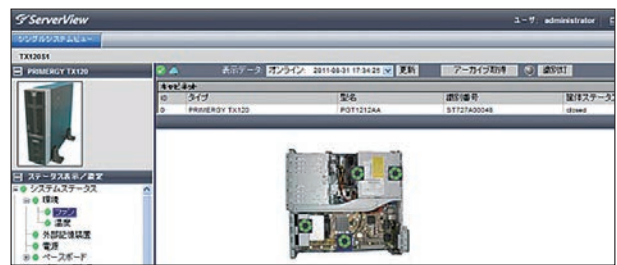 ServerView
ユーザ: administrator
シングルシステムビュー
TX120S1
PRIMERGY TX120
表示データ: オンライン: 2011-08-31 17:34:25 更新 アーカイブ取得 識別灯
キャビネット
ID タイプ 型名 識別番号 筐体ステータス
0 PRIMERGY TX120 PGT1212AA ST727A00048 closed
ステータス表示/設定
システムステータス
環境
ファン
温度
外部記憶装置
電源
ベースボード